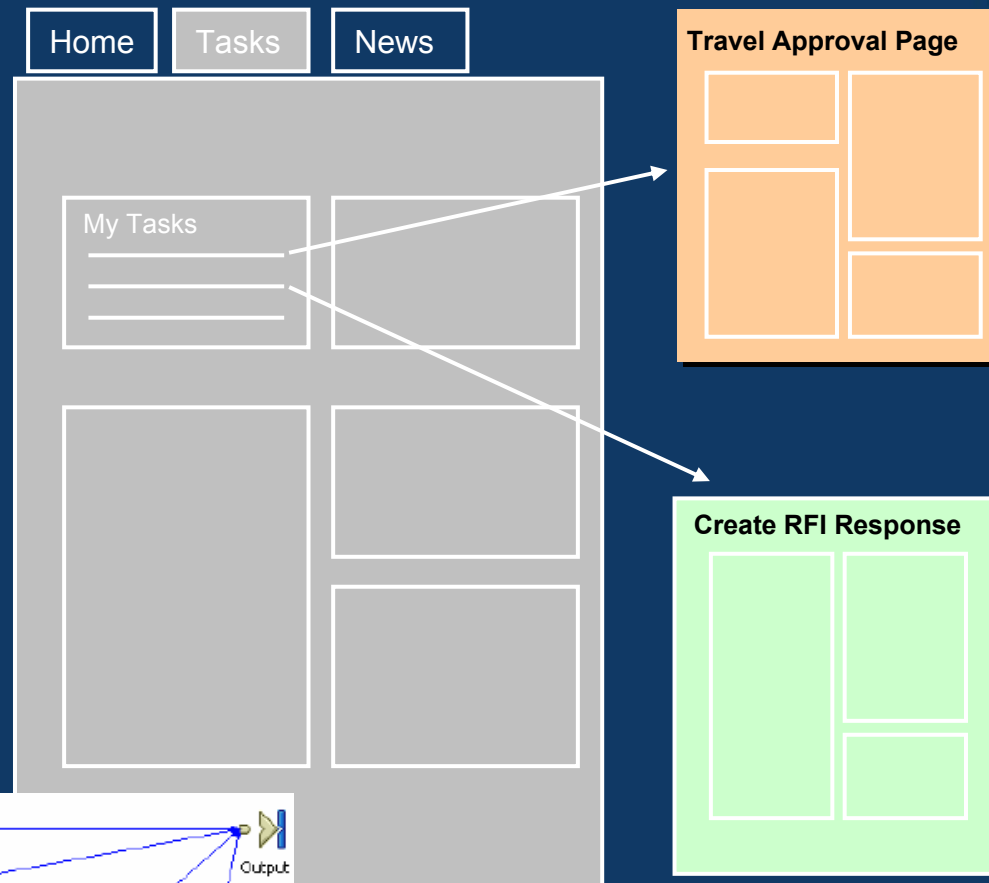 Home
Tasks
News
Travel Approval Page
My Tasks
Create RFI Response
Output